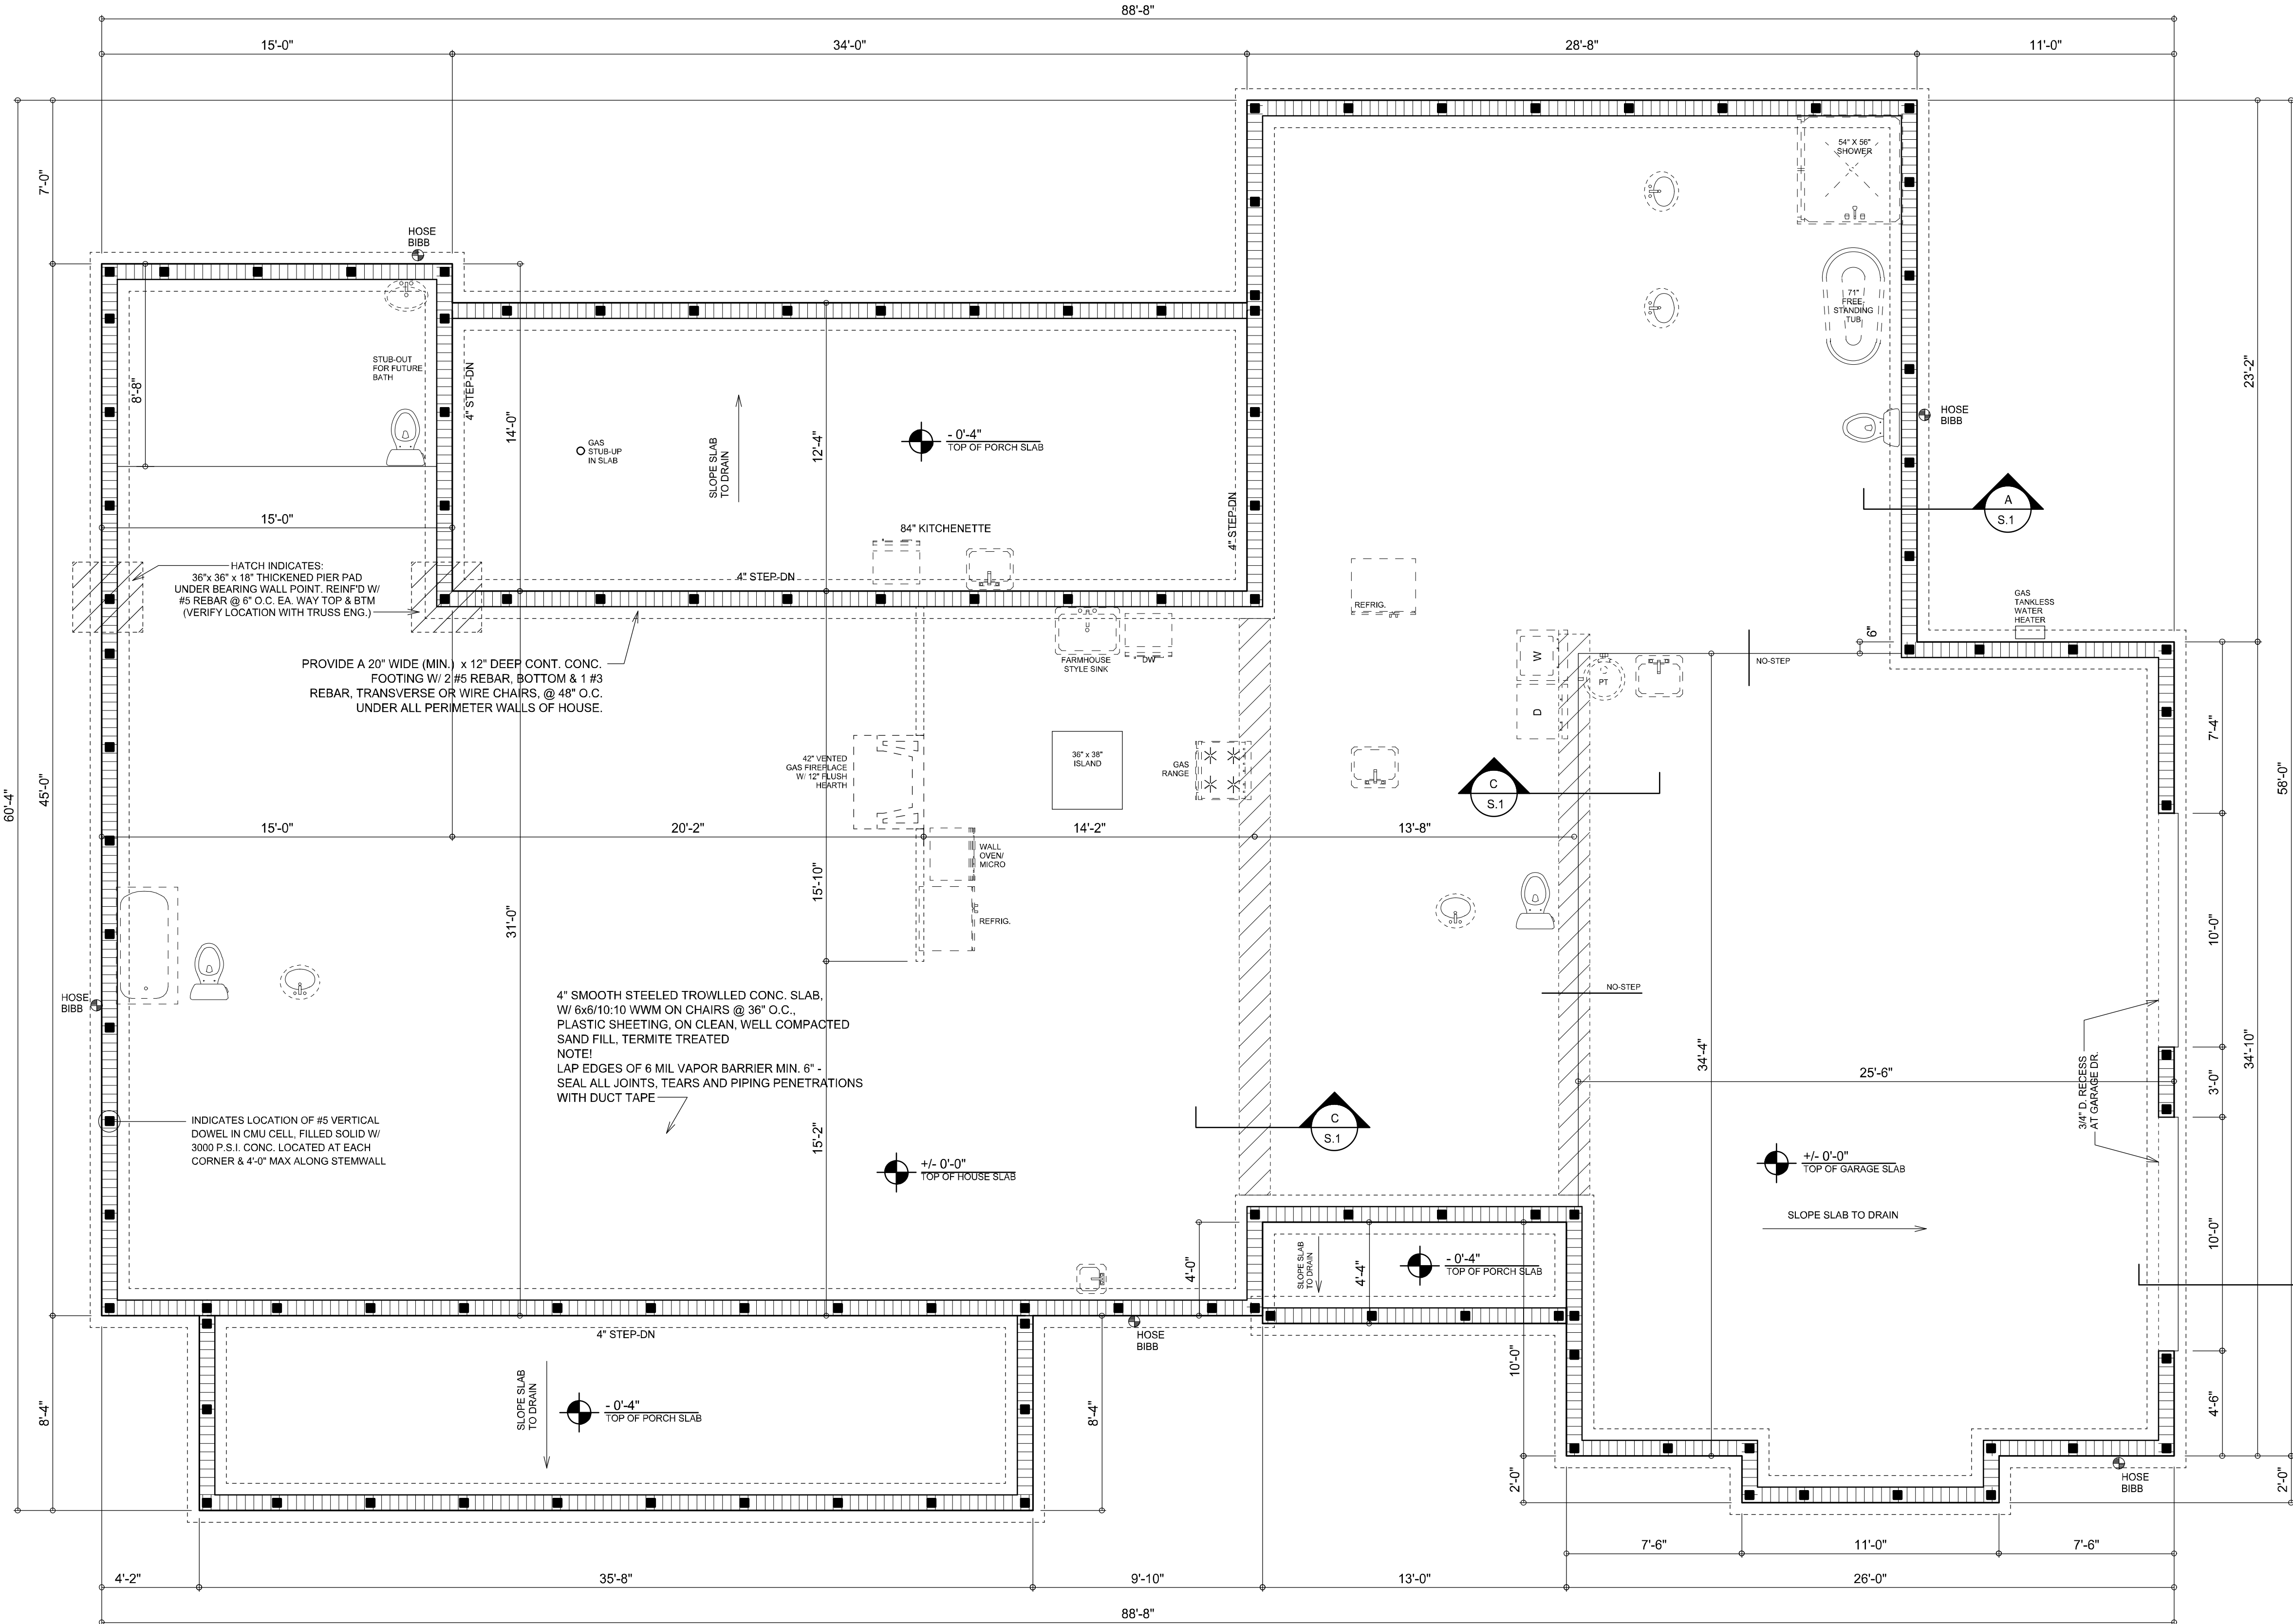 88'-8"
15'-0"
34'-0"
28'-8"
11'-0"
7'-0"
45'-0"
60'-4"
8'-4"
HOSE
BIBB
8'-8"
STUB-OUT
FOR FUTURE
BATH
4" STEP-DN
14'-0"
GAS
STUB-UP
IN SLAB
SLOPE SLAB
TO DRAIN
12'-4"
- 0'-4"
TOP OF PORCH SLAB
84" KITCHENETTE
4" STEP-DN
4" STEP-DN
54" X 56"
SHOWER
71"
FREE-
STANDING
TUB
HOSE
BIBB
A
S.1
23'-2"
15'-0"
HATCH INDICATES:
36"x 36" x 18" THICKENED PIER PAD
UNDER BEARING WALL POINT. REINF'D W/
#5 REBAR @ 6" O.C. EA. WAY TOP & BTM
(VERIFY LOCATION WITH TRUSS ENG.)
PROVIDE A 20" WIDE (MIN.) x 12" DEEP CONT. CONC.
FOOTING W/ 2 #5 REBAR, BOTTOM & 1 #3
REBAR, TRANSVERSE OR WIRE CHAIRS, @ 48" O.C.
UNDER ALL PERIMETER WALLS OF HOUSE.
FARMHOUSE
STYLE SINK
DW
REFRIG.
W
D
PT
6"
NO-STEP
GAS
TANKLESS
WATER
HEATER
42" VENTED
GAS FIREPLACE
W/ 12" FLUSH
HEARTH
36" x 38"
ISLAND
GAS
RANGE
C
S.1
7'-4"
58'-0"
15'-0"
20'-2"
14'-2"
13'-8"
WALL
OVEN/
MICRO
15'-10"
31'-0"
REFRIG.
10'-0"
HOSE
BIBB
4" SMOOTH STEELED TROWLLED CONC. SLAB,
W/ 6x6/10:10 WWM ON CHAIRS @ 36" O.C.,
PLASTIC SHEETING, ON CLEAN, WELL COMPACTED
SAND FILL, TERMITE TREATED
NOTE!
LAP EDGES OF 6 MIL VAPOR BARRIER MIN. 6" -
SEAL ALL JOINTS, TEARS AND PIPING PENETRATIONS
WITH DUCT TAPE
NO-STEP
34'-4"
25'-6"
3/4" D. RECESS
AT GARAGE DR.
3'-0"
34'-10"
INDICATES LOCATION OF #5 VERTICAL
DOWEL IN CMU CELL, FILLED SOLID W/
3000 P.S.I. CONC. LOCATED AT EACH
CORNER & 4'-0" MAX ALONG STEMWALL
15'-2"
C
S.1
+/- 0'-0"
TOP OF HOUSE SLAB
+/- 0'-0"
TOP OF GARAGE SLAB
SLOPE SLAB TO DRAIN
10'-0"
4'-0"
SLOPE SLAB
TO DRAIN
4'-4"
- 0'-4"
TOP OF PORCH SLAB
4" STEP-DN
HOSE
BIBB
SLOPE SLAB
TO DRAIN
- 0'-4"
TOP OF PORCH SLAB
8'-4"
10'-0"
4'-6"
2'-0"
2'-0"
HOSE
BIBB
7'-6"
11'-0"
7'-6"
4'-2"
35'-8"
9'-10"
13'-0"
26'-0"
88'-8"